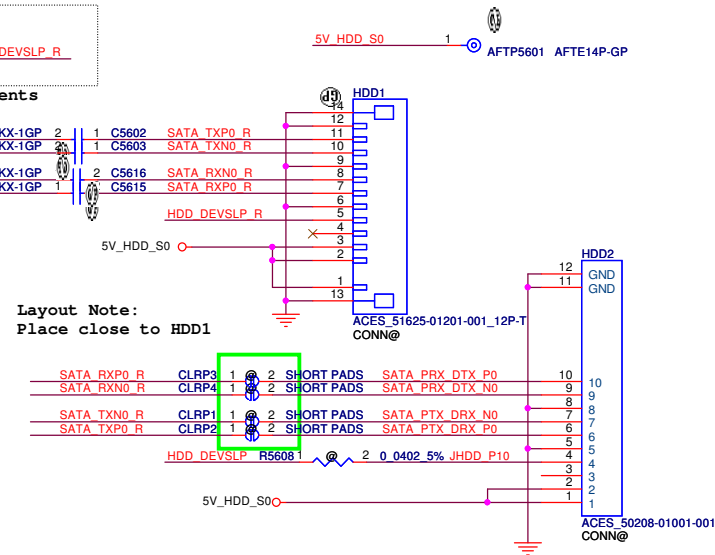 5V_HDD_S0 1 AFTP5601 AFTE14P-GP
DEVSLP_R
ents
HDD1
14
12
KX-1GP 2 1 C5602 SATA_TXP0_R 11
KX-1GP 1 C5603 SATA_TXN0_R 10
9
KX-1GP 2 C5616 SATA_RXN0_R 8
KX-1GP 1 C5615 SATA_RXP0_R 7
6
HDD_DEVSLP_R 5
4
5V_HDD_S0 3
2
1
13
ACES_51625-01201-001_12P-T
CONN@
Layout Note:
Place close to HDD1
HDD2
12 GND
11 GND
SATA_RXP0_R CLRP3 1 @ 2 SHORT PADS SATA_PRX_DTX_P0 10 10
SATA_RXN0_R CLRP4 1 @ 2 SHORT PADS SATA_PRX_DTX_N0 9 9
8 8
SATA_TXN0_R CLRP1 1 @ 2 SHORT PADS SATA_PTX_DRX_N0 7 7
SATA_TXP0_R CLRP2 1 @ 2 SHORT PADS SATA_PTX_DRX_P0 6 6
5 5
HDD_DEVSLP R5608 1 @ 2 0_0402_5% JHDD_P10 4 4
3 3
2 2
5V_HDD_S0 1 1
ACES_50208-01001-001
CONN@